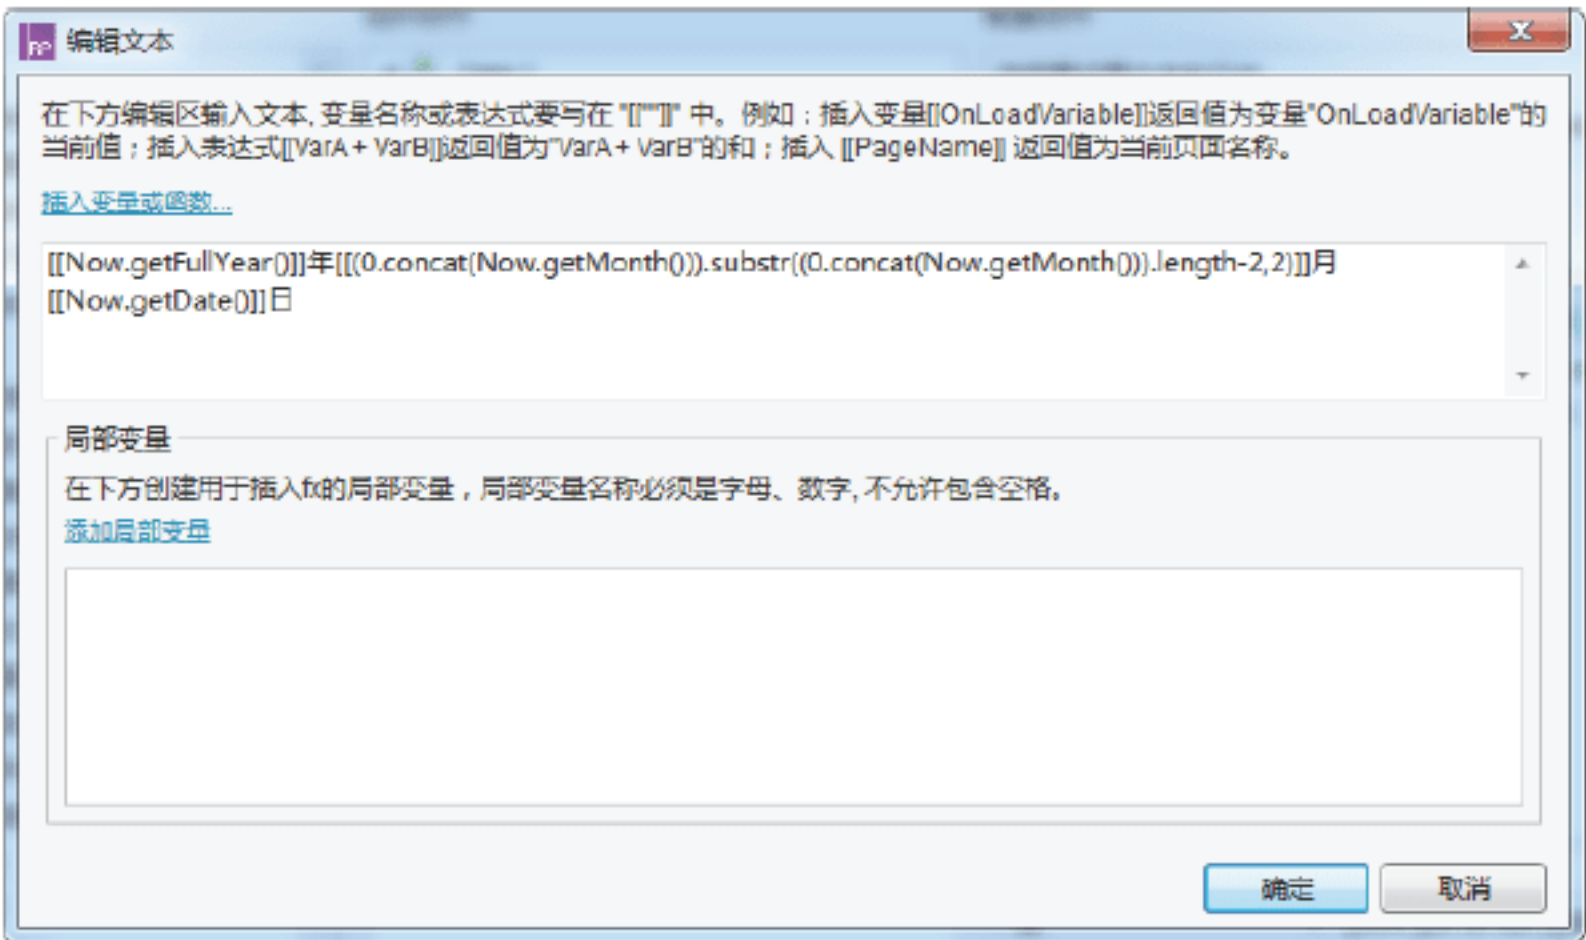 RP 编辑文本
在下方编辑区输入文本, 变量名称或表达式要写在 "[[""]]" 中。例如：插入变量[[OnLoadVariable]]返回值为变量"OnLoadVariable"的
当前值；插入表达式[[VarA + VarB]]返回值为"VarA + VarB"的和；插入 [[PageName]] 返回值为当前页面名称。
插入变量或函数...
[[Now.getFullYear()]]年[[(0.concat(Now.getMonth())).substr((0.concat(Now.getMonth())).length-2,2)]]月
[[Now.getDate()]]日
局部变量
在下方创建用于插入fx的局部变量，局部变量名称必须是字母、数字, 不允许包含空格。
添加局部变量
确定 取消